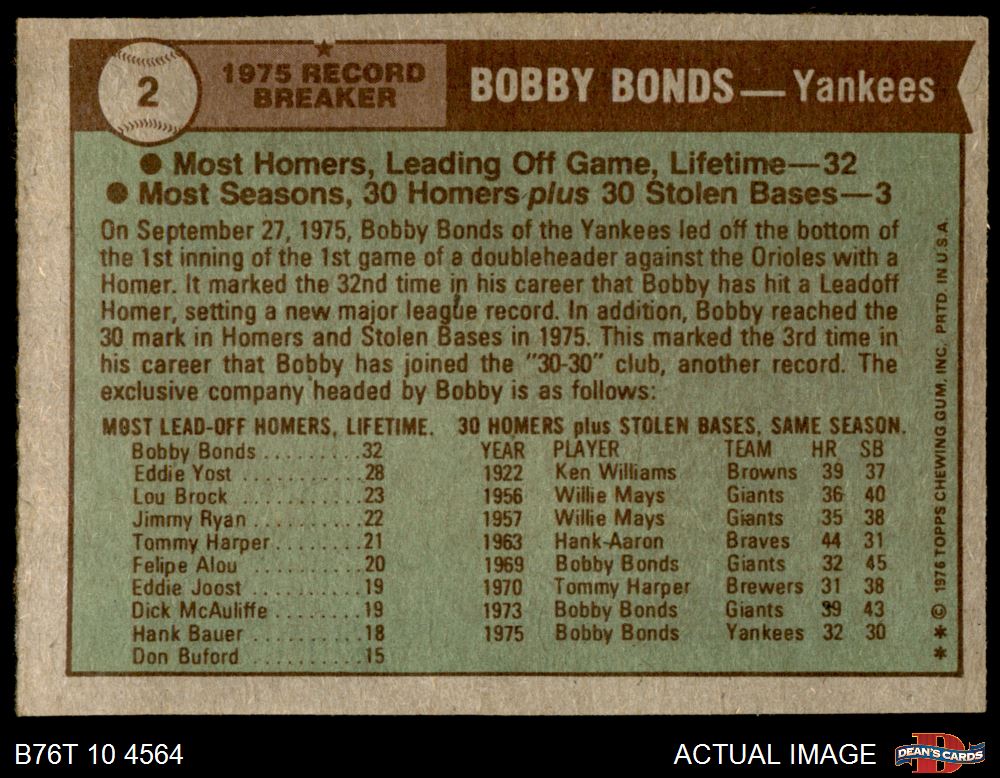 2
1975 RECORD
BREAKER
BOBBY BONDS—Yankees
● Most Homers, Leading Off Game, Lifetime—32
● Most Seasons, 30 Homers plus 30 Stolen Bases—3
On September 27, 1975, Bobby Bonds of the Yankees led off the bottom of
the 1st inning of the 1st game of a doubleheader against the Orioles with a
Homer. It marked the 32nd time in his career that Bobby has hit a Leadoff
Homer, setting a new major league record. In addition, Bobby reached the
30 mark in Homers and Stolen Bases in 1975. This marked the 3rd time in
his career that Bobby has joined the "30-30" club, another record. The
exclusive company headed by Bobby is as follows:
MOST LEAD-OFF HOMERS, LIFETIME.
Bobby Bonds..........32
Eddie Yost............28
Lou Brock............23
Jimmy Ryan..........22
Tommy Harper........21
Felipe Alou............20
Eddie Joost...........19
Dick McAuliffe........19
Hank Bauer..........18
Don Buford..........15
30 HOMERS plus STOLEN BASES, SAME SEASON.
YEAR PLAYER TEAM HR SB
1922 Ken Williams Browns 39 37
1956 Willie Mays Giants 36 40
1957 Willie Mays Giants 35 38
1963 Hank-Aaron Braves 44 31
1969 Bobby Bonds Giants 32 45
1970 Tommy Harper Brewers 31 38
1973 Bobby Bonds Giants 39 43
1975 Bobby Bonds Yankees 32 30
✶✶© 1976 TOPPS CHEWING GUM, INC. PRTD. IN U.S.A.
B76T 10 4564
ACTUAL IMAGE
D
DEAN'S CARDS